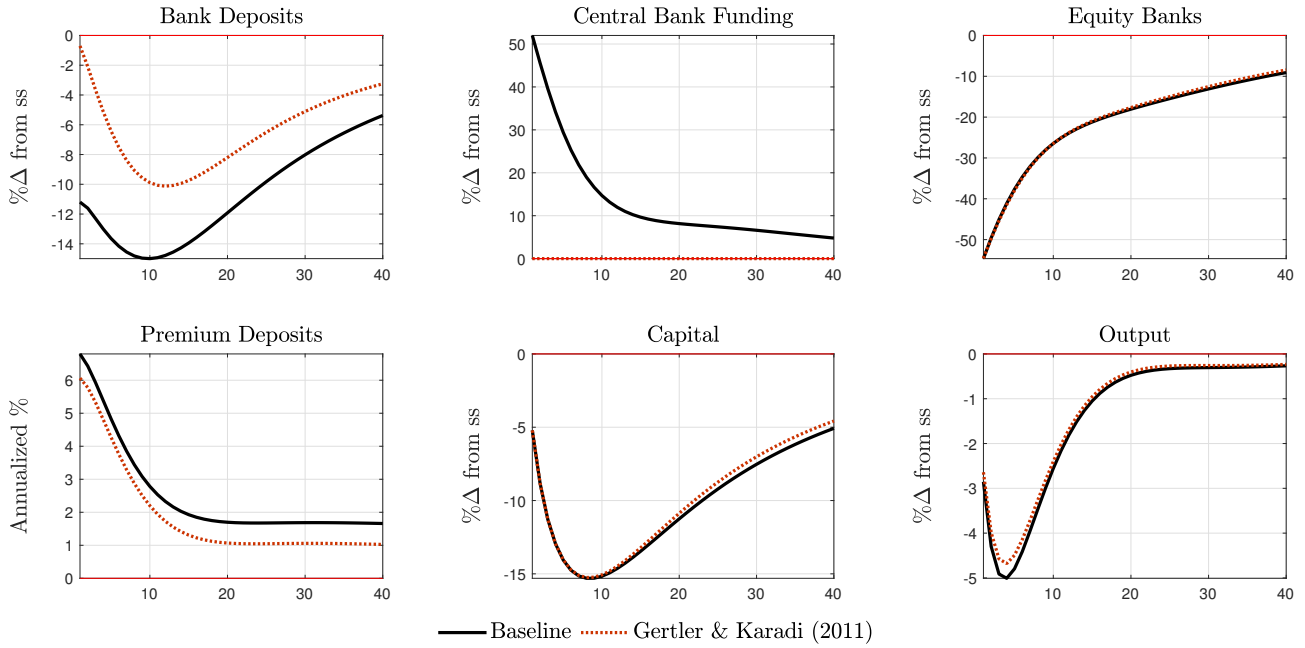 Bank Deposits
%Δ from ss
0
-2
-4
-6
-8
-10
-12
-14
10 20 30 40
Central Bank Funding
%Δ from ss
50
40
30
20
10
0
10 20 30 40
Equity Banks
%Δ from ss
0
-10
-20
-30
-40
-50
10 20 30 40
Premium Deposits
Annualized %
6
5
4
3
2
1
0
10 20 30 40
Capital
%Δ from ss
0
-5
-10
-15
10 20 30 40
Output
%Δ from ss
0
-1
-2
-3
-4
-5
10 20 30 40
Baseline Gertler & Karadi (2011)